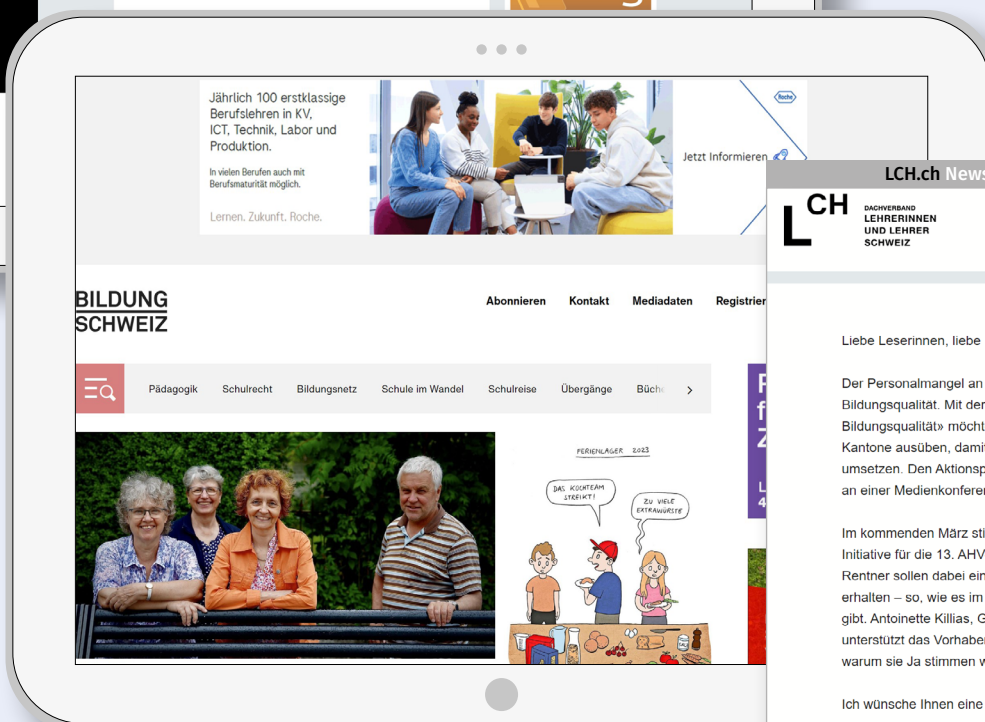 Jährlich 100 erstklassige
Berufslehren in KV,
ICT, Technik, Labor und
Produktion.
In vielen Berufen auch mit
Berufsmaturität möglich.
Lernen. Zukunft. Roche.
Roche
Jetzt Informieren
BILDUNG
SCHWEIZ
Abonnieren Kontakt Mediadaten Registrier
Pädagogik Schulrecht Bildungsnetz Schule im Wandel Schulreise Übergänge Büch
FERIENLAGER 2023
DAS KOCHTEAM
STREIKT!
ZU VIELE
EXTRAWÜRSTE
LCH.ch News
LCH
DACHVERBAND
LEHRERINNEN
UND LEHRER
SCHWEIZ
Liebe Leserinnen, liebe
Der Personalmangel an
Bildungsqualität. Mit der
Bildungsqualität» möcht
Kantone ausüben, dami
umsetzen. Den Aktionsp
an einer Medienkonferen
Im kommenden März sti
Initiative für die 13. AHV
Rentner sollen dabei ein
erhalten – so, wie es im
gibt. Antoinette Killias, G
unterstützt das Vorhaben
warum sie Ja stimmen w
Ich wünsche Ihnen eine